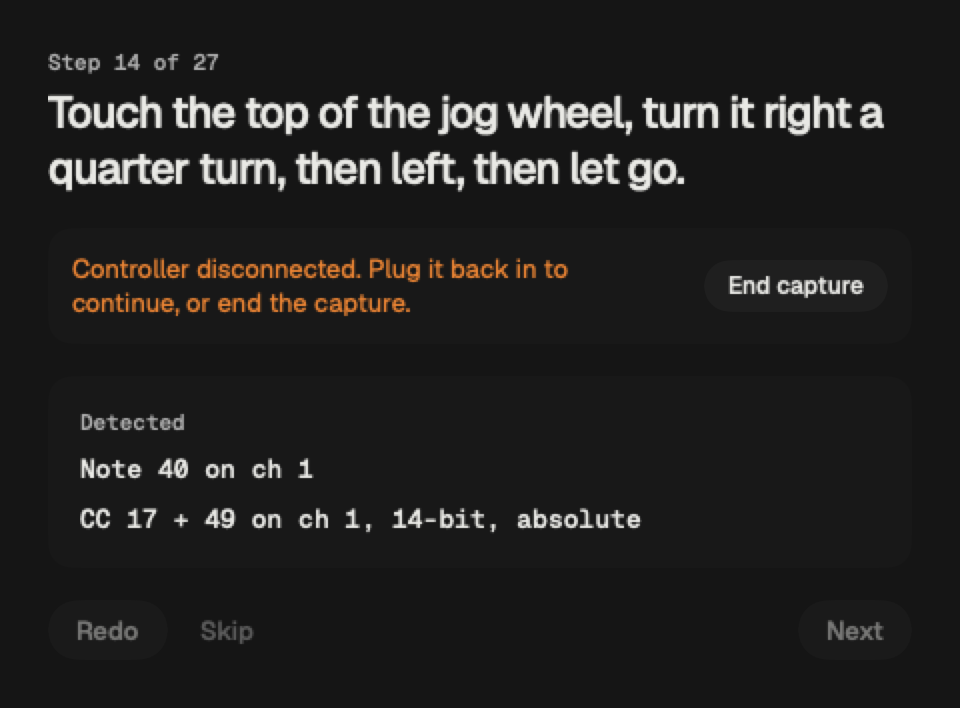 Step 14 of 27
Touch the top of the jog wheel, turn it right a
quarter turn, then left, then let go.
Controller disconnected. Plug it back in to
continue, or end the capture.
End capture
Detected
Note 40 on ch 1
CC 17 + 49 on ch 1, 14-bit, absolute
Redo
Skip
Next